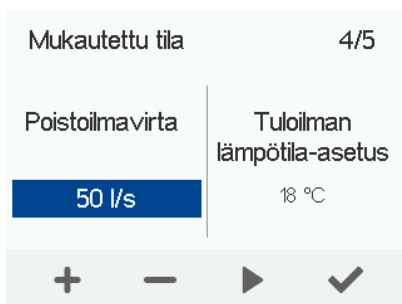 Mukautettu tila 4/5
Poistoilmavirta
50 l/s
Tuloilman
lämpötila-asetus
18 °C